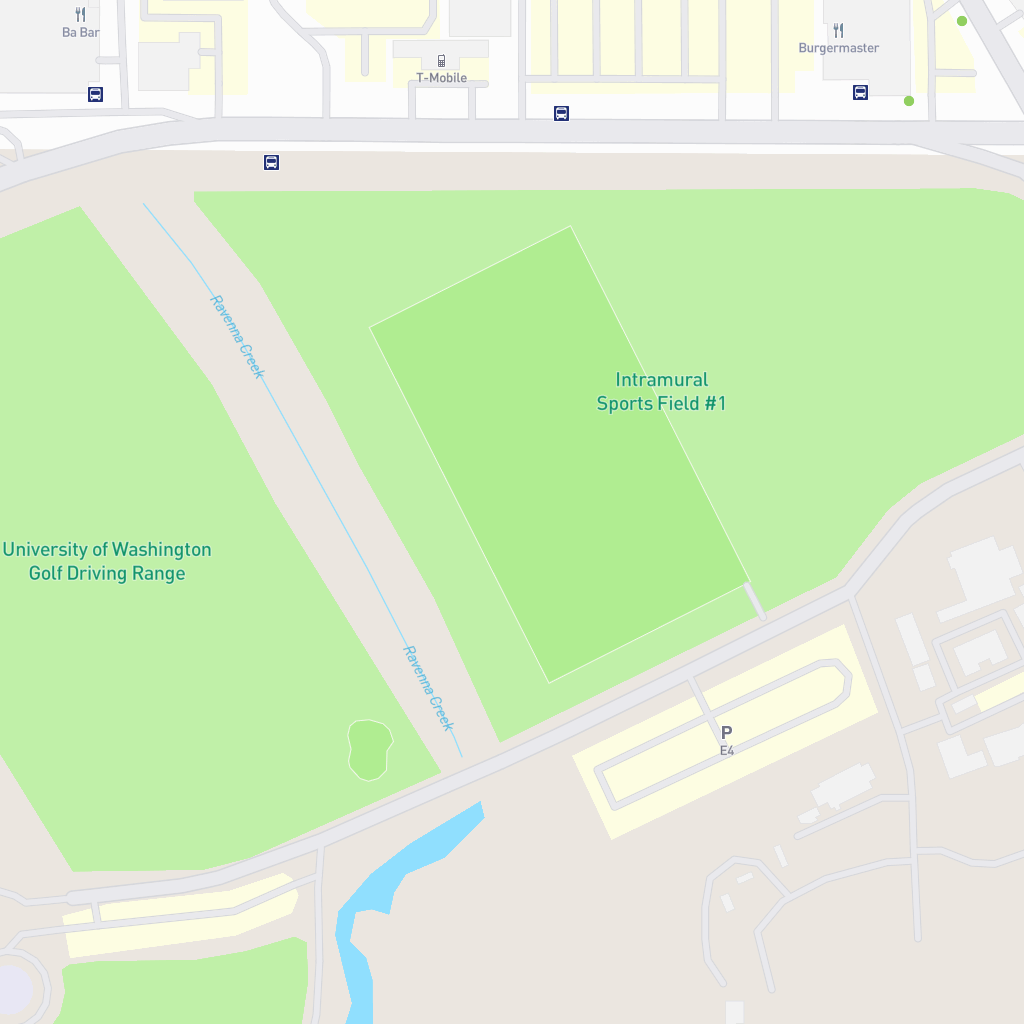 Ba Bar
T-Mobile
Burgermaster
Ravenna Creek
Intramural
Sports Field #1
University of Washington
Golf Driving Range
Ravenna Creek
P
E4